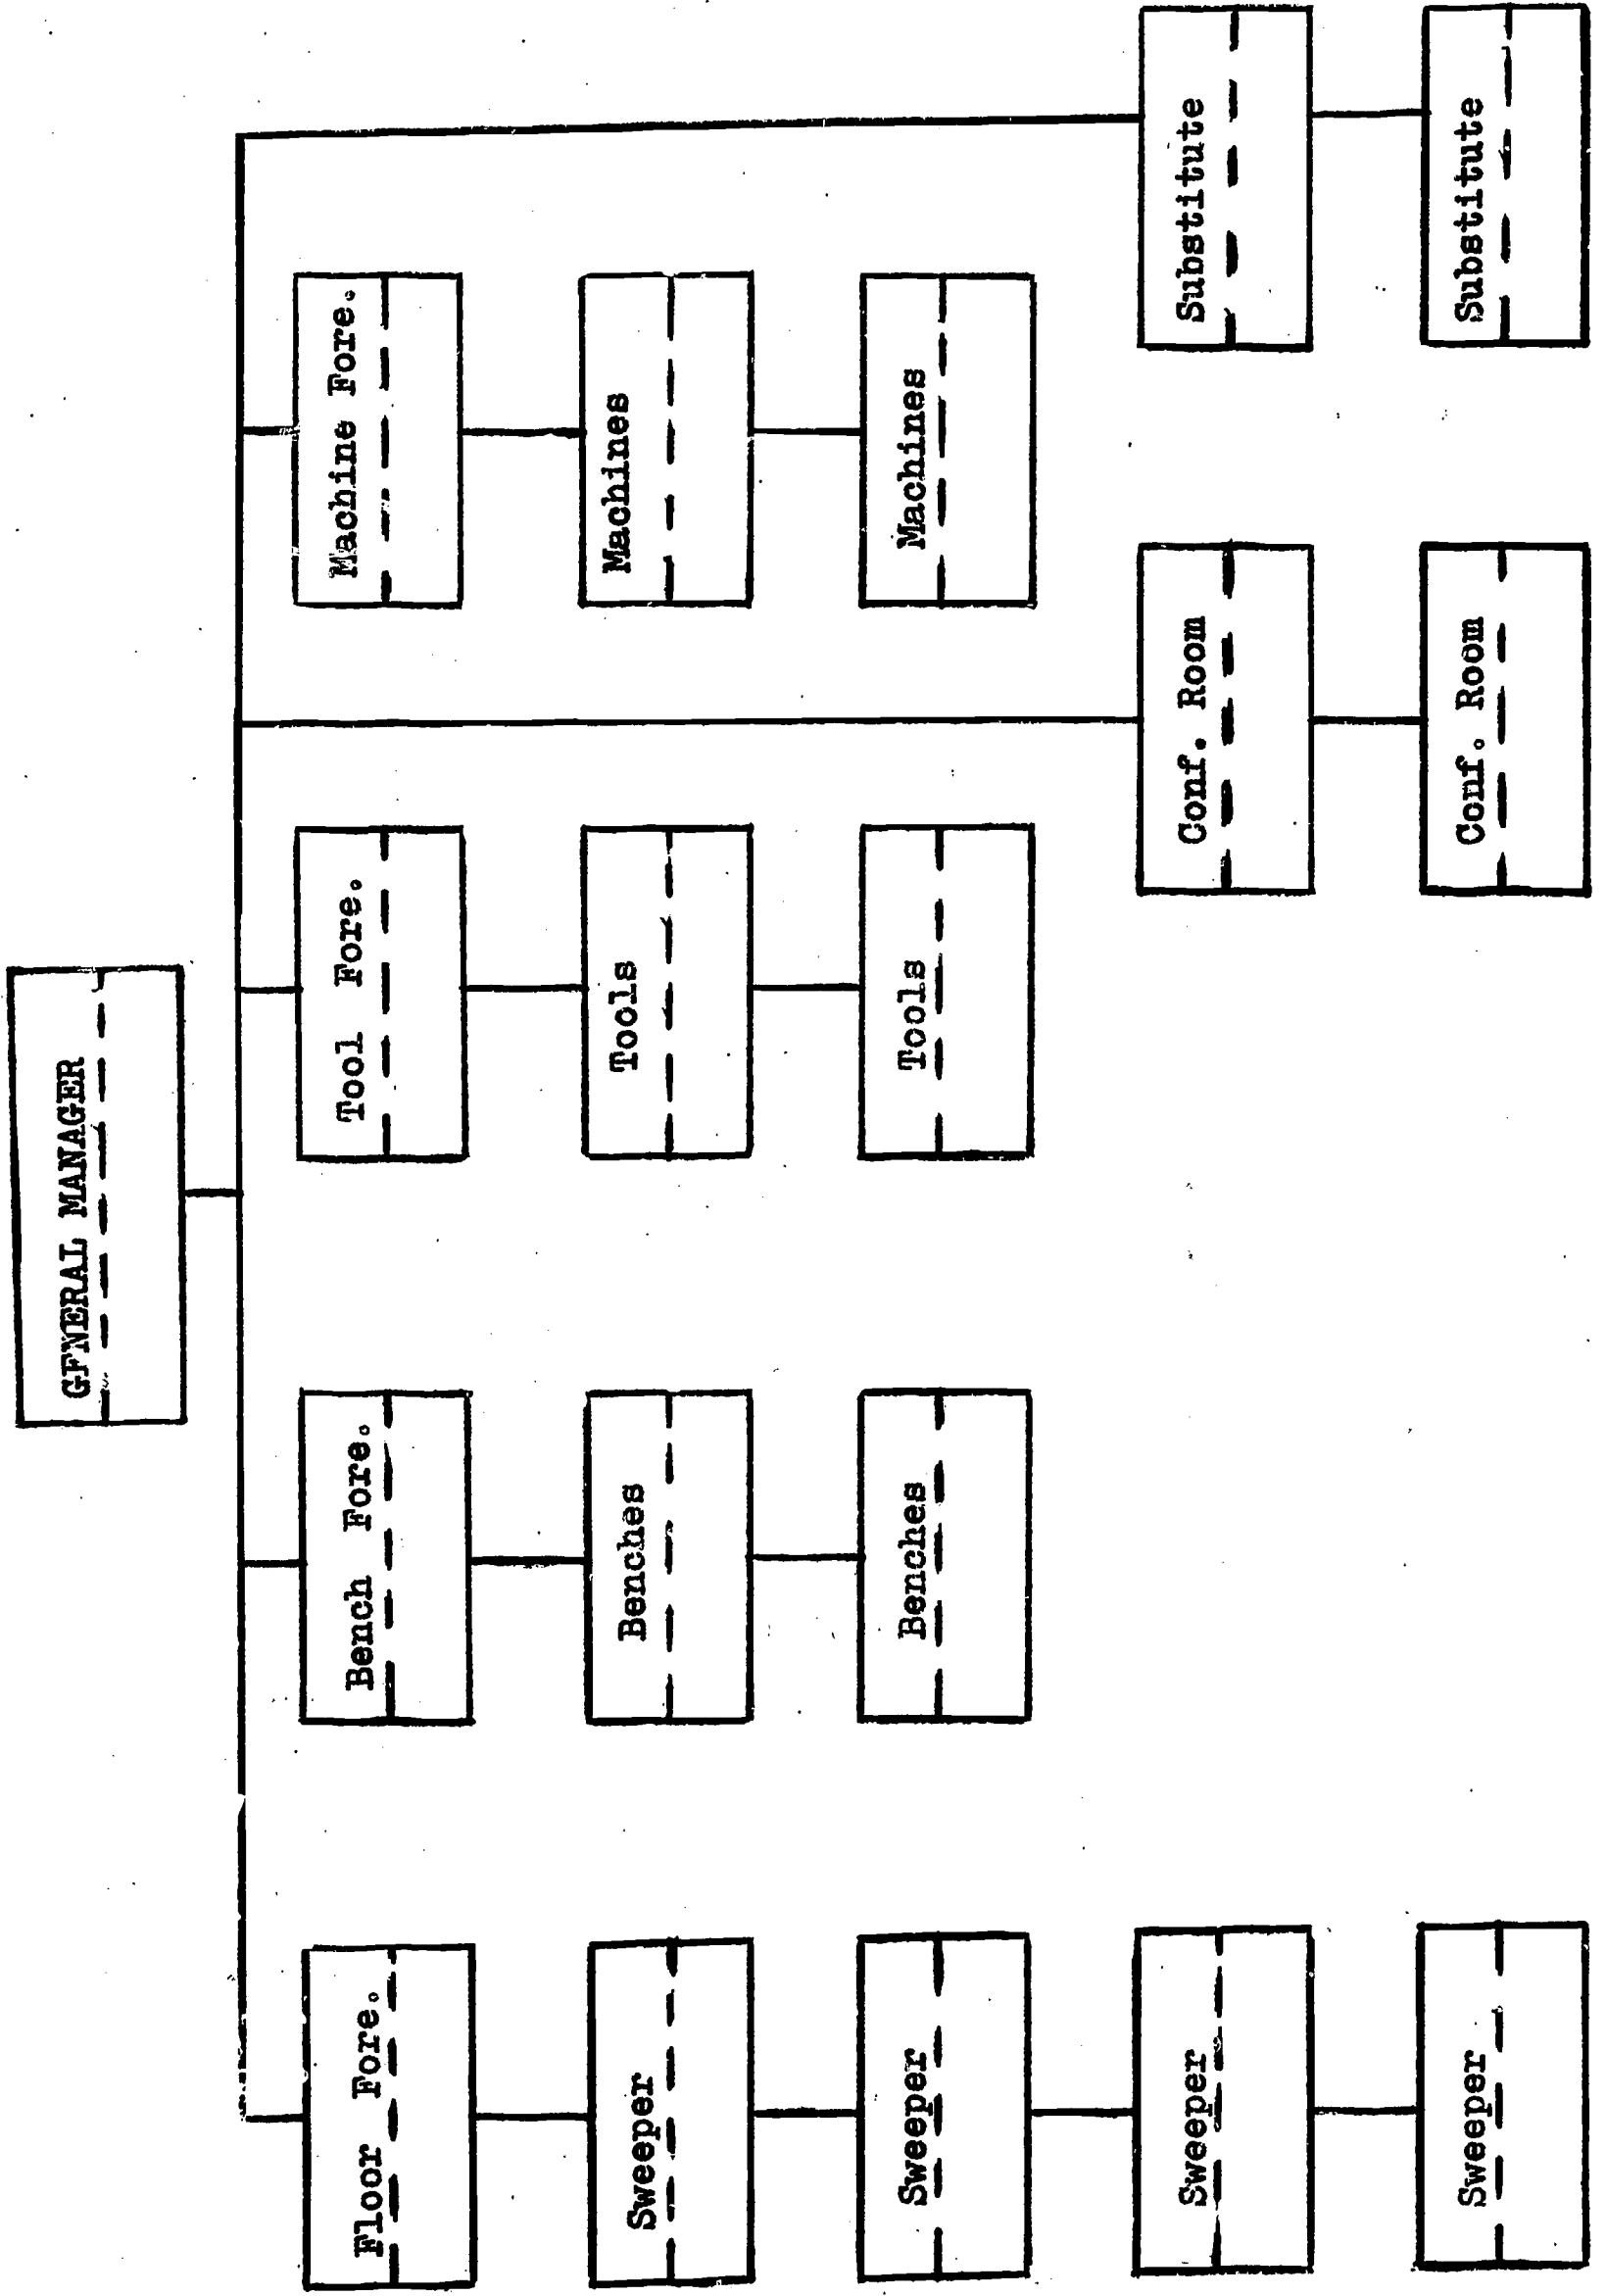 GENERAL MANAGER
Floor Fore.
Bench Fore.
Tool Fore.
Machine Fore.
Sweeper
Benches
Tools
Machines
Sweeper
Benches
Tools
Machines
Sweeper
Conf. Room
Substitute
Sweeper
Conf. Room
Substitute